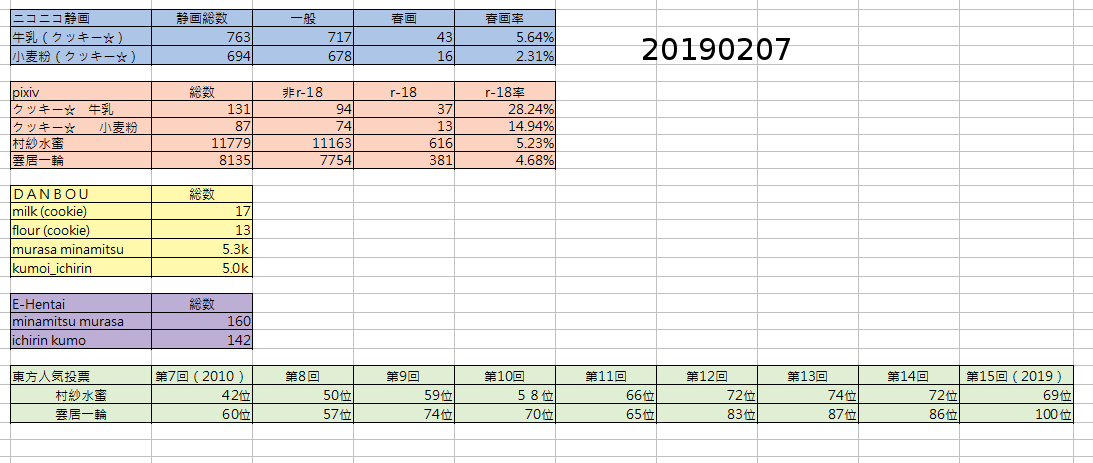 ニコニコ静画 静画総数 一般 春画 春画率
牛乳（クッキー☆） 763 717 43 5.64%
小麦粉（クッキー☆） 694 678 16 2.31%
20190207
pixiv 総数 非r-18 r-18 r-18率
クッキー☆　牛乳 131 94 37 28.24%
クッキー☆　　小麦粉 87 74 13 14.94%
村紗水蜜 11779 11163 616 5.23%
雲居一輪 8135 7754 381 4.68%
ＤＡＮＢＯＵ 総数
milk (cookie) 17
flour (cookie) 13
murasa minamitsu 5.3k
kumoi_ichirin 5.0k
E-Hentai 総数
minamitsu murasa 160
ichirin kumo 142
東方人気投票 第7回（2010） 第8回 第9回 第10回 第11回 第12回 第13回 第14回 第15回（2019）
村紗水蜜 42位 50位 59位 ５８位 66位 72位 74位 72位 69位
雲居一輪 60位 57位 74位 70位 65位 83位 87位 86位 100位